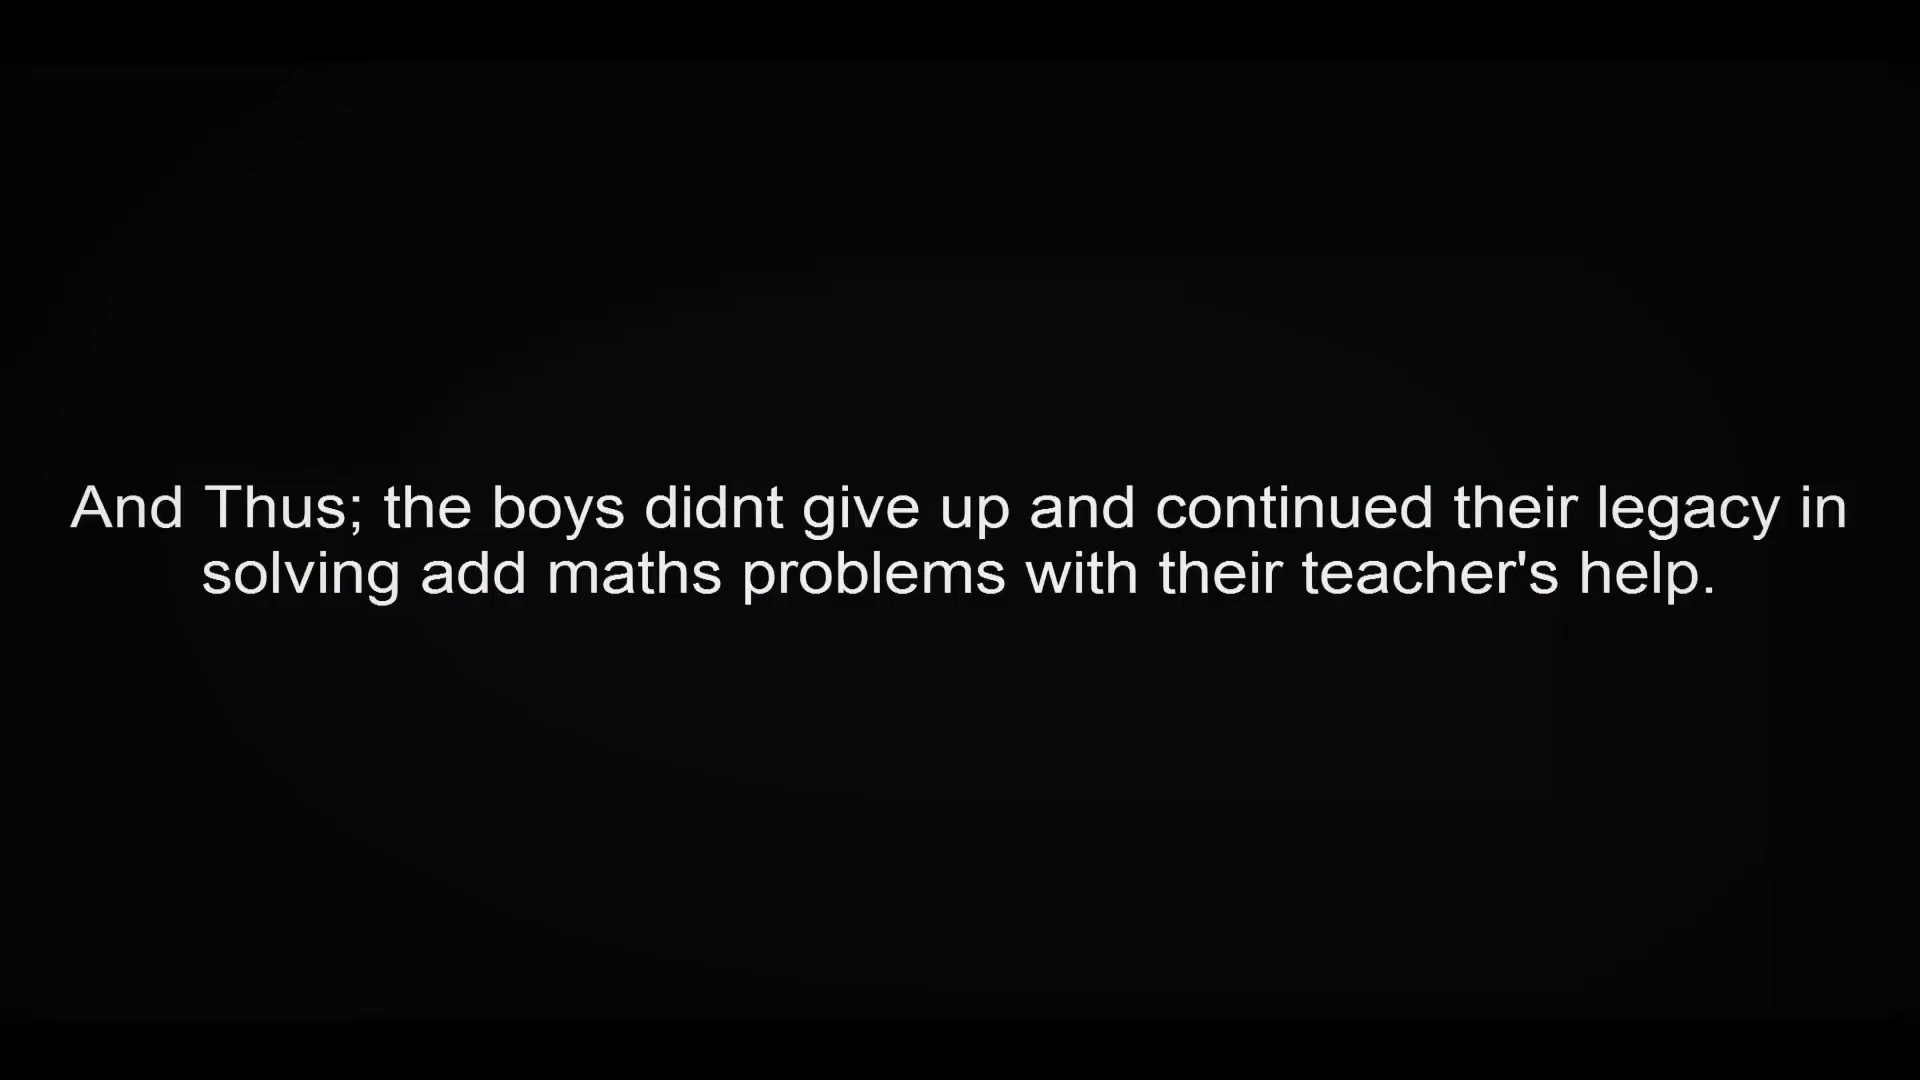 And Thus; the boys didnt give up and continued their legacy in
solving add maths problems with their teacher's help.